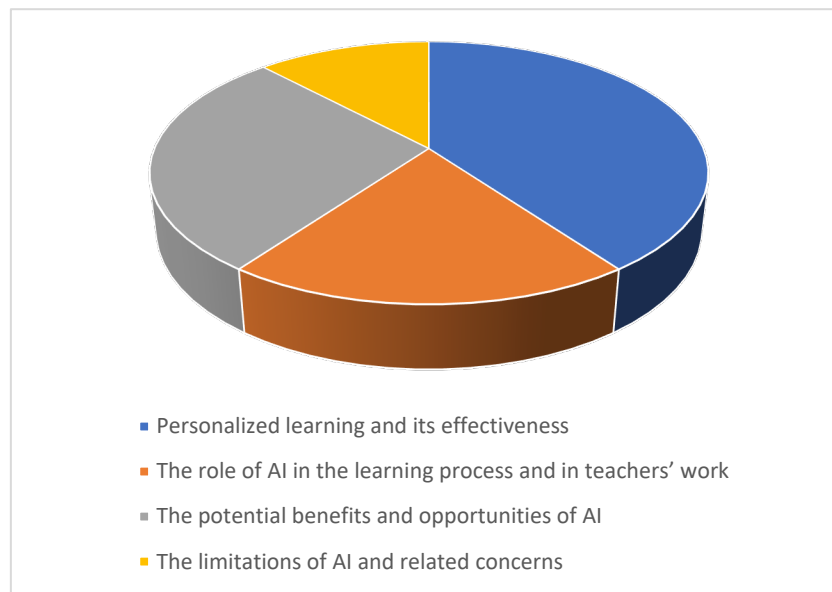 Personalized learning and its effectiveness
The role of AI in the learning process and in teachers’ work
The potential benefits and opportunities of AI
The limitations of AI and related concerns